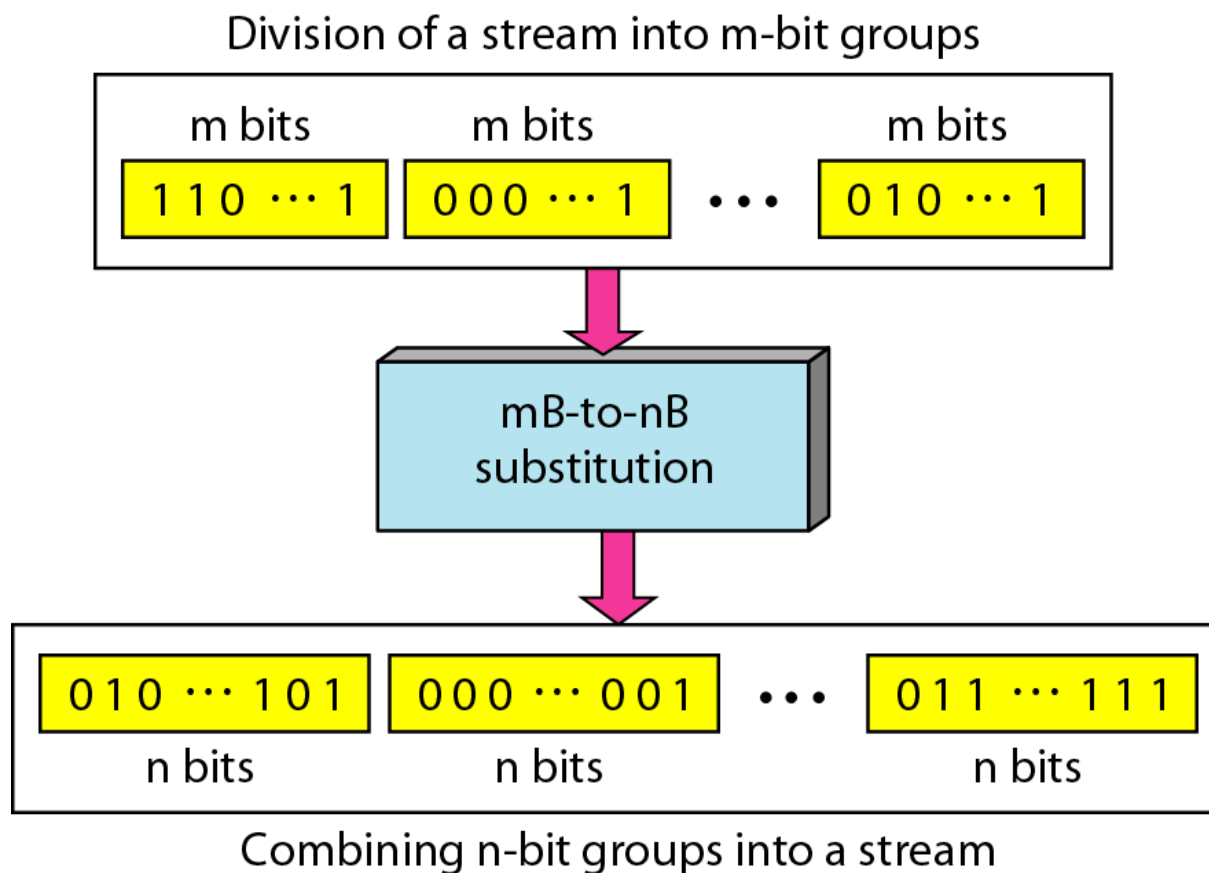 Division of a stream into m-bit groups
m bits m bits m bits
1 1 0 ··· 1 0 0 0 ··· 1 ••• 0 1 0 ··· 1
mB-to-nB
substitution
0 1 0 ··· 1 0 1 0 0 0 ··· 0 0 1 ••• 0 1 1 ··· 1 1 1
n bits n bits n bits
Combining n-bit groups into a stream